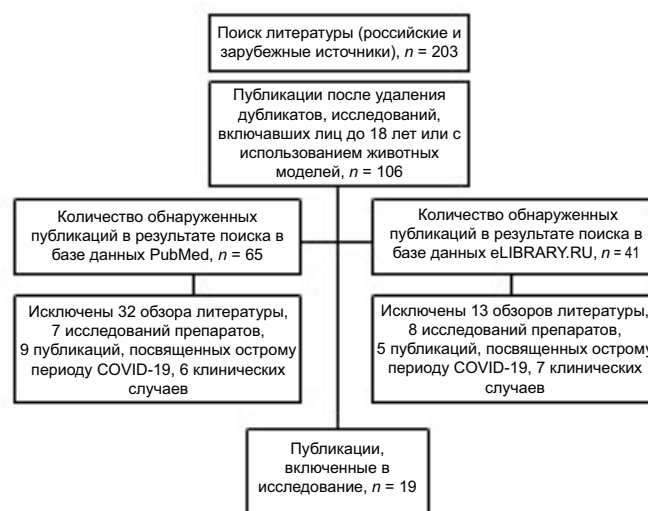 Поиск литературы (российские и
зарубежные источники), n = 203
Публикации после удаления
дубликатов, исследований,
включавших лиц до 18 лет или с
использованием животных
моделей, n = 106
Количество обнаруженных
публикаций в результате поиска в
базе данных PubMed, n = 65
Количество обнаруженных
публикаций в результате поиска в
базе данных eLIBRARY.RU, n = 41
Исключены 32 обзора литературы,
7 исследований препаратов,
9 публикаций, посвященных острому
периоду COVID-19, 6 клинических
случаев
Исключены 13 обзоров литературы,
8 исследований препаратов,
5 публикаций, посвященных острому
периоду COVID-19, 7 клинических
случаев
Публикации,
включенные в
исследование, n = 19